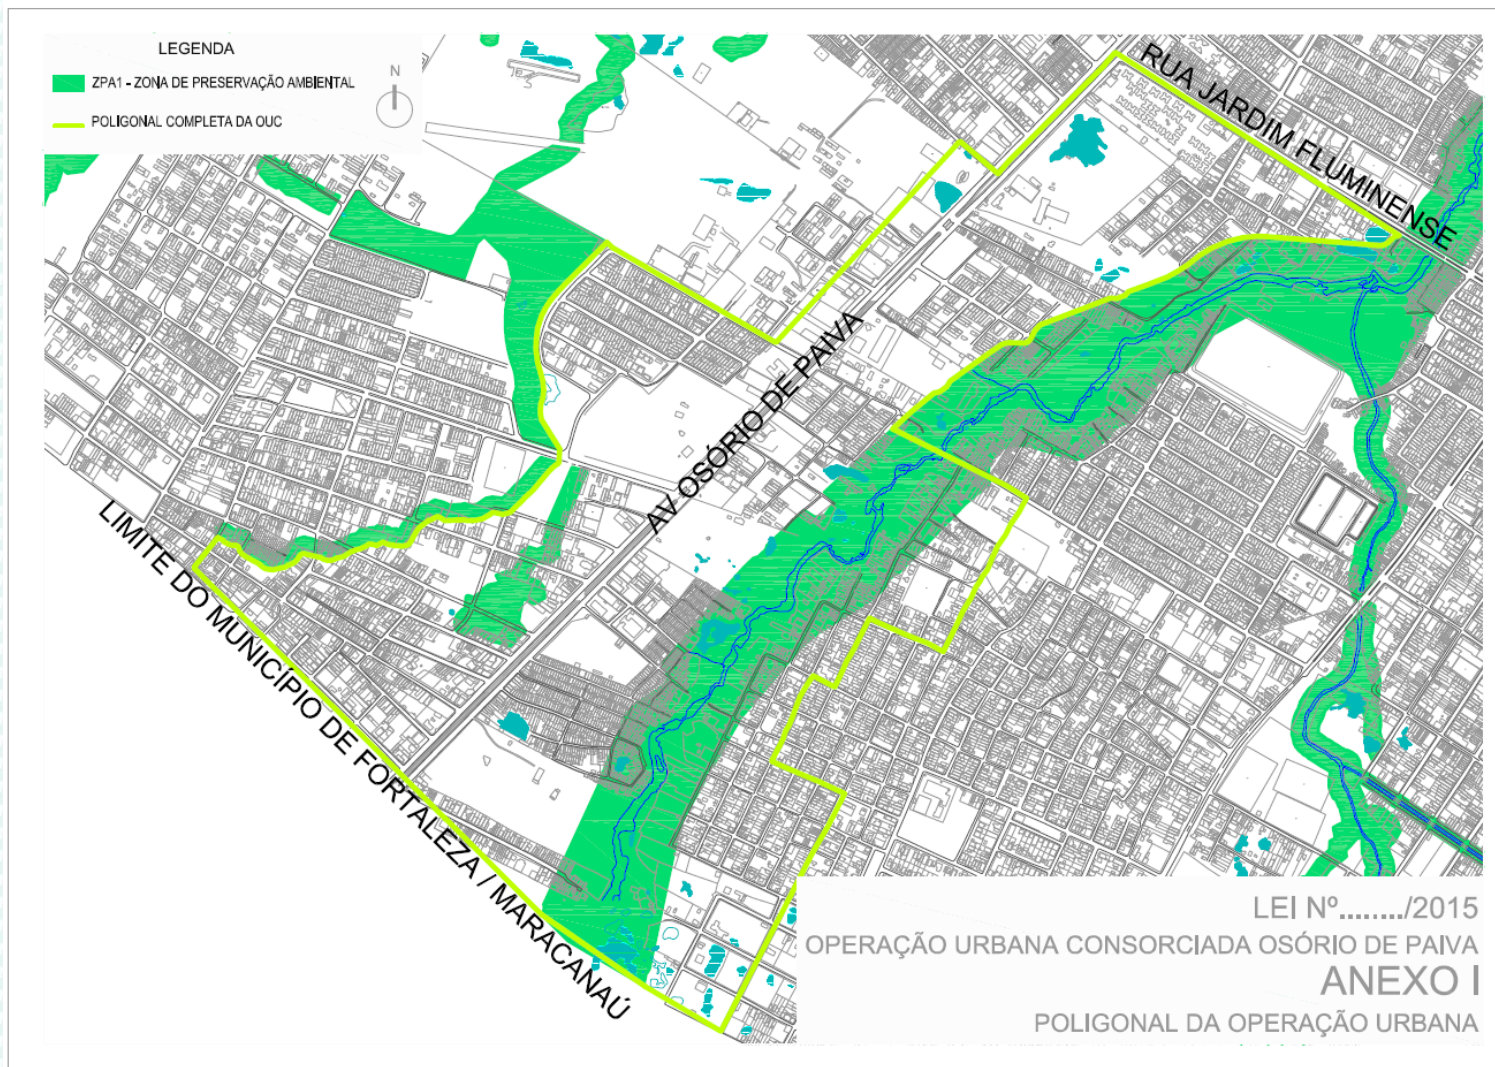 LEGENDA
ZPA1 - ZONA DE PRESERVAÇÃO AMBIENTAL
POLIGONAL COMPLETA DA OUC
N
RUA JARDIM FLUMINENSE
AV OSÓRIO DE PAIVA
LIMITE DO MUNICÍPIO DE FORTALEZA / MARACANAÚ
LEI Nº......../2015
OPERAÇÃO URBANA CONSORCIADA OSÓRIO DE PAIVA
ANEXO I
POLIGONAL DA OPERAÇÃO URBANA